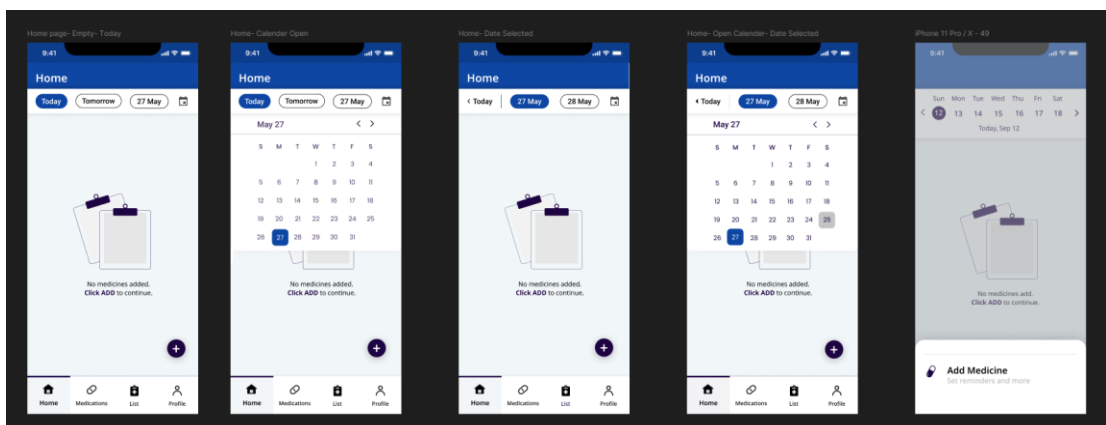 Home page- Empty- Today
9:41
Home
Today Tomorrow 27 May
No medicines added.
Click ADD to continue.
+
Home Medications List Profile
Home- Calender Open
9:41
Home
Today Tomorrow 27 May
May 27 < >
S M T W T F S
1 2 3 4
5 6 7 8 9 10 11
12 13 14 15 16 17 18
19 20 21 22 23 24 25
26 27 28 29 30 31
No medicines added.
Click ADD to continue.
+
Home Medications List Profile
Home- Date Selected
9:41
Home
< Today 27 May 28 May
No medicines added.
Click ADD to continue.
+
Home Medications List Profile
Home- Open Calender- Date Selected
9:41
Home
Today 27 May 28 May
May 27 < >
S M T W T F S
1 2 3 4
5 6 7 8 9 10 11
12 13 14 15 16 17 18
19 20 21 22 23 24 25
26 27 28 29 30 31
No medicines added.
Click ADD to continue.
+
Home Medications List Profile
iPhone 11 Pro / X - 49
9:41
Sun Mon Tue Wed Thu Fri Sat
< 12 13 14 15 16 17 18 >
Today, Sep 12
No medicines add.
Click ADD to continue.
Add Medicine
Set reminders and more